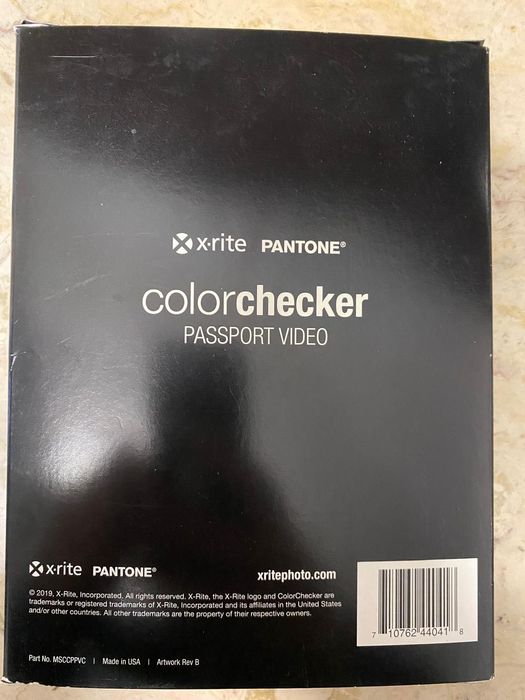 x·rite PANTONE®
colorchecker
PASSPORT VIDEO
x·rite PANTONE®
xritephoto.com
© 2019, X-Rite, Incorporated. All rights reserved. X-Rite, the X-Rite logo and ColorChecker are
trademarks or registered trademarks of X-Rite, Incorporated and its affiliates in the United States
and/or other countries. All other trademarks are the property of their respective owners.
7 10762 44041 8
Part No. MSCCPPVC | Made in USA | Artwork Rev B